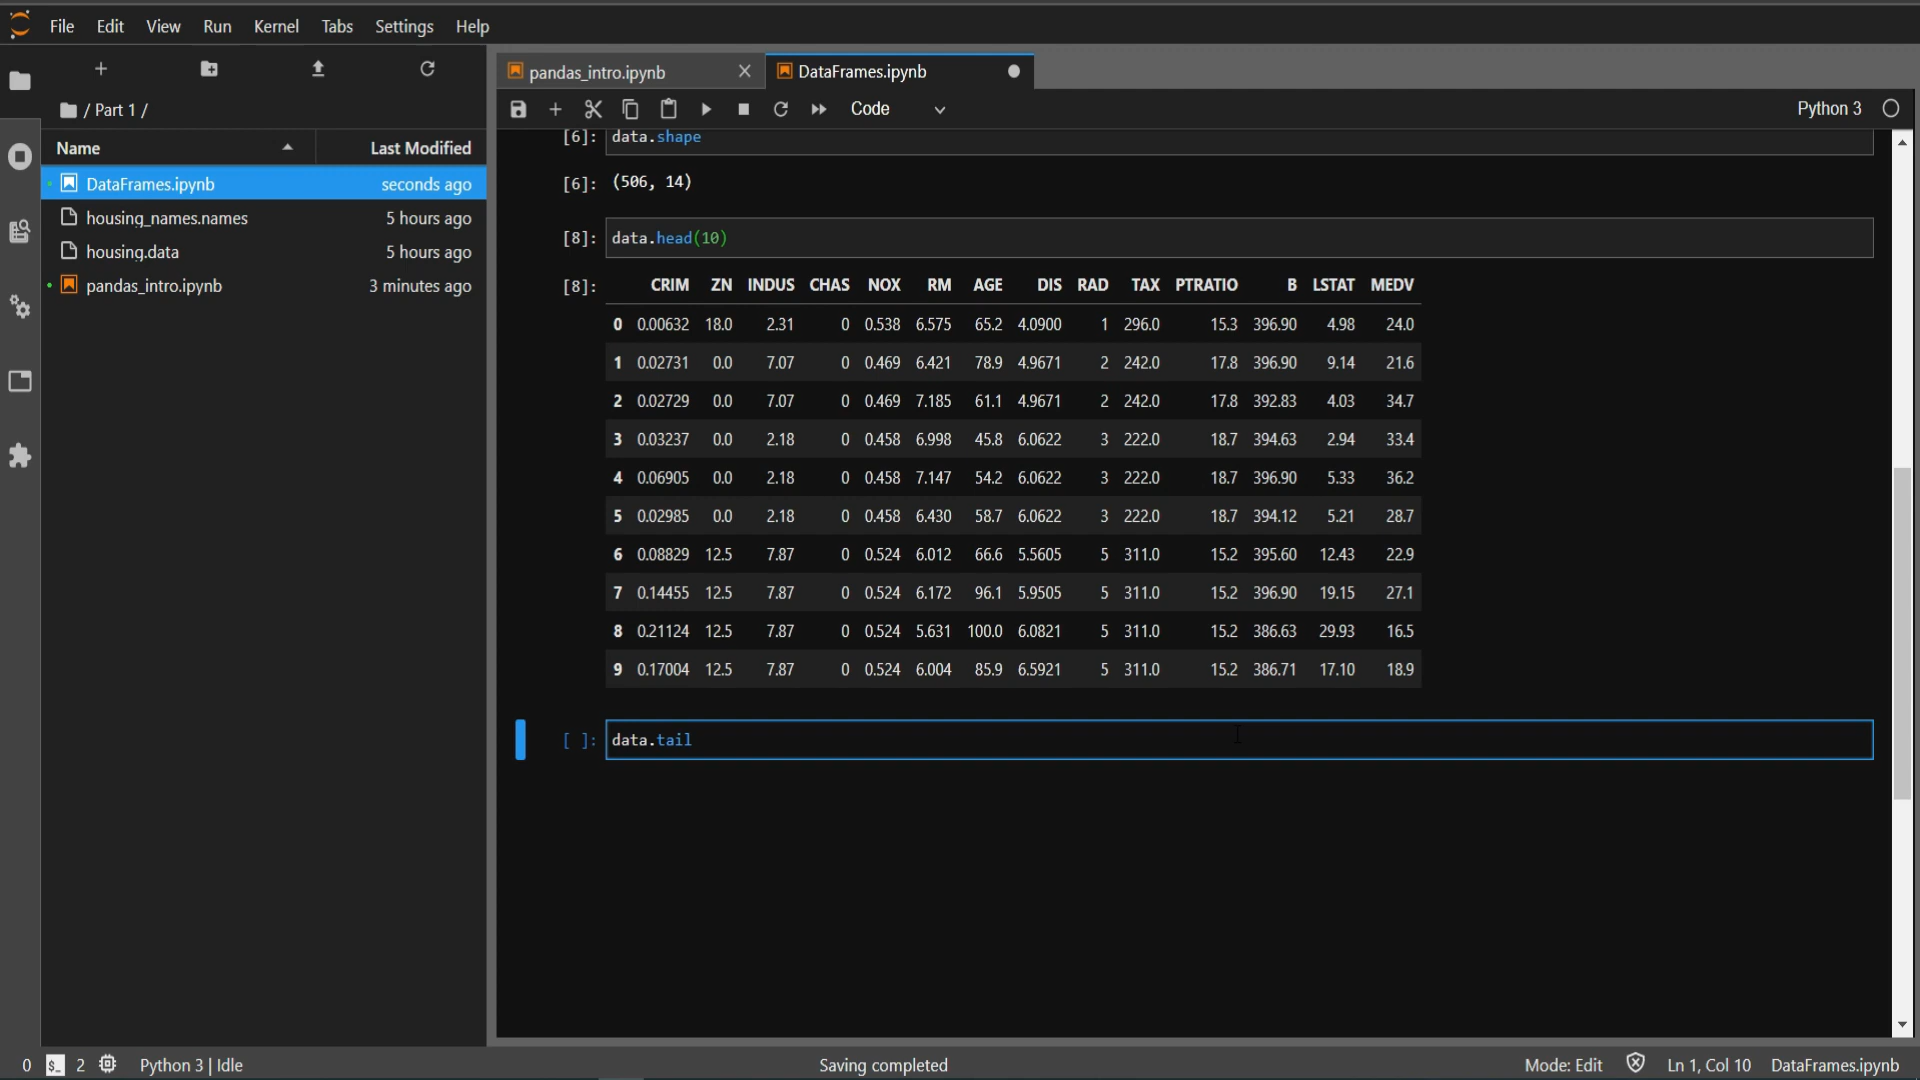 File Edit View Run Kernel Tabs Settings Help
/ Part 1 /
Name Last Modified
DataFrames.ipynb seconds ago
housing_names.names 5 hours ago
housing.data 5 hours ago
pandas_intro.ipynb 3 minutes ago
pandas_intro.ipynb DataFrames.ipynb
Code Python 3
[6]: data.shape
[6]: (506, 14)
[8]: data.head(10)
[8]: CRIM ZN INDUS CHAS NOX RM AGE DIS RAD TAX PTRATIO B LSTAT MEDV
0 0.00632 18.0 2.31 0 0.538 6.575 65.2 4.0900 1 296.0 15.3 396.90 4.98 24.0
1 0.02731 0.0 7.07 0 0.469 6.421 78.9 4.9671 2 242.0 17.8 396.90 9.14 21.6
2 0.02729 0.0 7.07 0 0.469 7.185 61.1 4.9671 2 242.0 17.8 392.83 4.03 34.7
3 0.03237 0.0 2.18 0 0.458 6.998 45.8 6.0622 3 222.0 18.7 394.63 2.94 33.4
4 0.06905 0.0 2.18 0 0.458 7.147 54.2 6.0622 3 222.0 18.7 396.90 5.33 36.2
5 0.02985 0.0 2.18 0 0.458 6.430 58.7 6.0622 3 222.0 18.7 394.12 5.21 28.7
6 0.08829 12.5 7.87 0 0.524 6.012 66.6 5.5605 5 311.0 15.2 395.60 12.43 22.9
7 0.14455 12.5 7.87 0 0.524 6.172 96.1 5.9505 5 311.0 15.2 396.90 19.15 27.1
8 0.21124 12.5 7.87 0 0.524 5.631 100.0 6.0821 5 311.0 15.2 386.63 29.93 16.5
9 0.17004 12.5 7.87 0 0.524 6.004 85.9 6.5921 5 311.0 15.2 386.71 17.10 18.9
[ ]: data.tail
0 $_ 2 Python 3 | Idle Saving completed Mode: Edit Ln 1, Col 10 DataFrames.ipynb